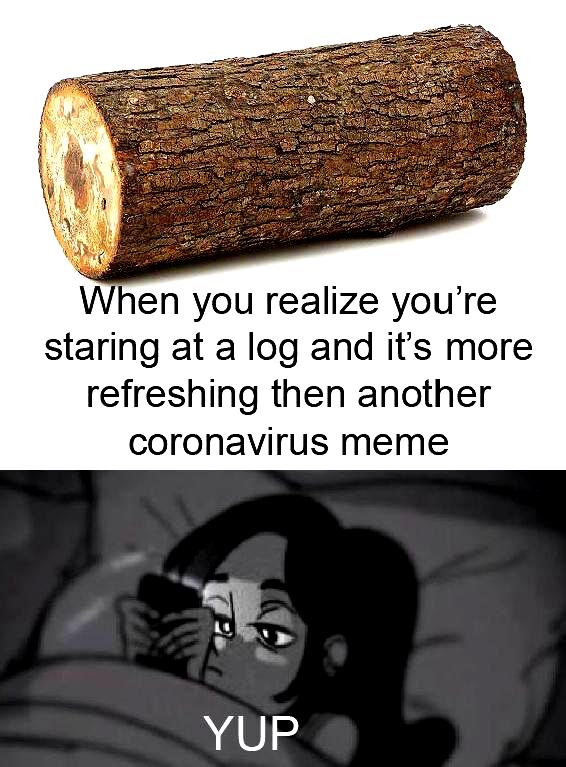 When you realize you’re
staring at a log and it’s more
refreshing then another
coronavirus meme
YUP